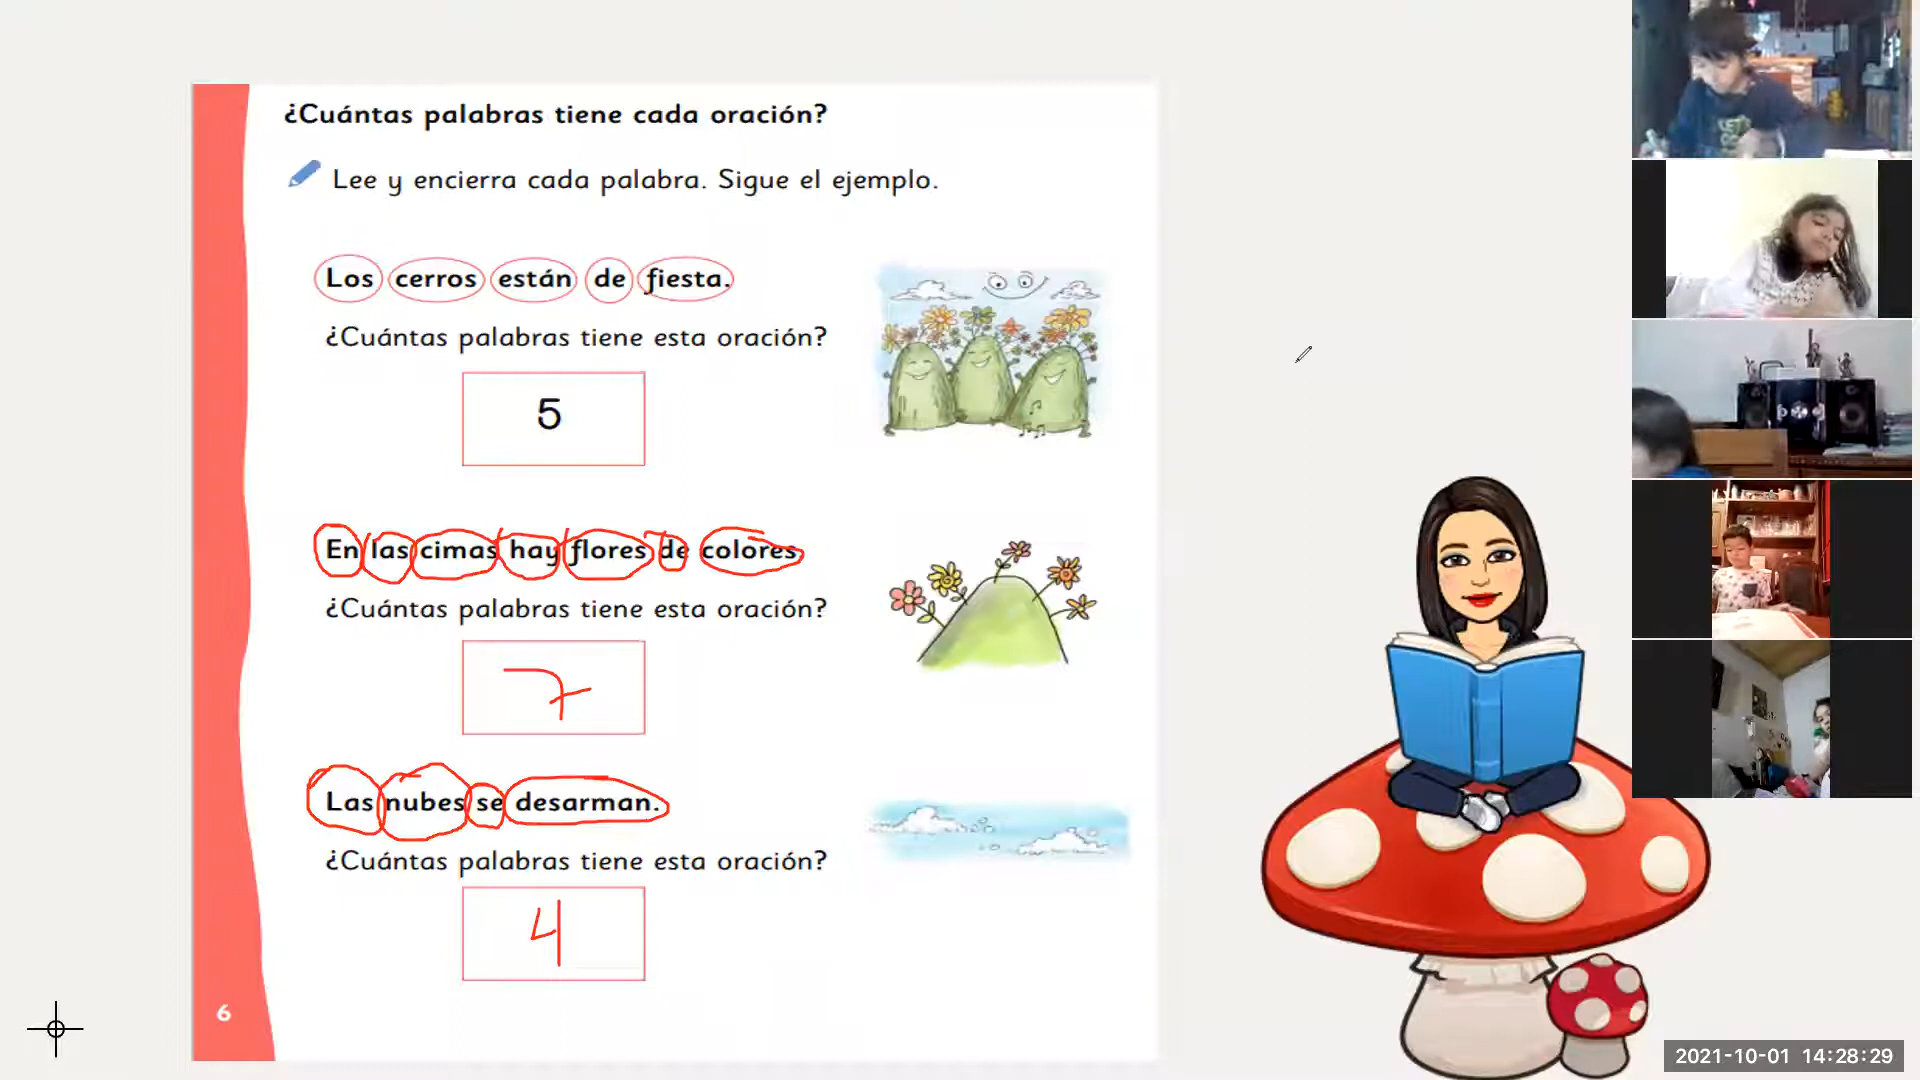 ¿Cuántas palabras tiene cada oración?
Lee y encierra cada palabra. Sigue el ejemplo.
Los cerros están de fiesta.
¿Cuántas palabras tiene esta oración?
5
En las cimas hay flores de colores.
¿Cuántas palabras tiene esta oración?
7
Las nubes se desarman.
¿Cuántas palabras tiene esta oración?
4
6
2021-10-01 14:28:29